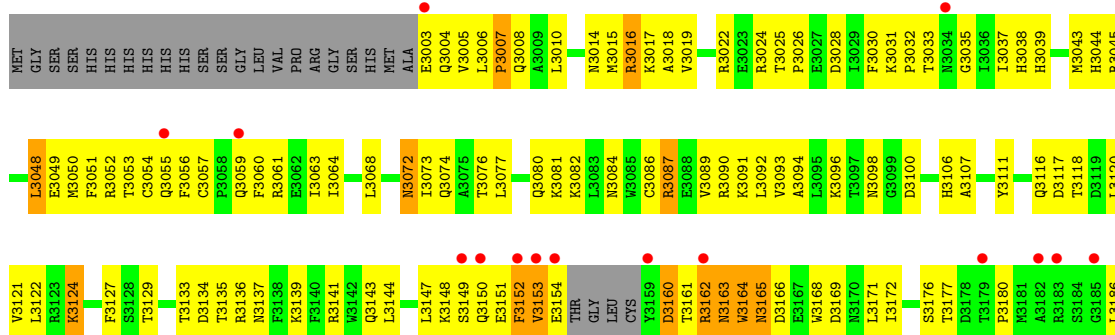 MET GLY SER SER HIS HIS HIS HIS HIS HIS SER SER GLY LEU VAL PRO ARG GLY SER HIS MET ALA E3003 Q3004 V3005 L3006 P3007 Q3008 A3009 L3010 N3014 M3015 R3016 K3017 A3018 V3019 R3022 E3023 R3024 T3025 P3026 E3027 D3028 I3029 F3030 K3031 P3032 T3033 N3034 G3035 I3036 I3037 H3038 H3039 M3043 H3044
L3048 E3049 M3050 F3051 R3052 T3053 C3054 Q3055 F3056 C3057 P3058 Q3059 F3060 R3061 E3062 I3063 I3064 L3068 N3072 I3073 Q3074 A3075 T3076 L3077 Q3080 K3081 K3082 L3083 N3084 W3085 C3086 R3087 E3088 V3089 R3090 K3091 L3092 V3093 A3094 L3095 K3096 T3097 N3098 G3099 D3100 H3106 A3107 Y3111 Q3116 D3117 T3118 D3119
V3121 L3122 R3123 K3124 F3127 S3128 T3129 T3133 D3134 T3135 R3136 N3137 F3138 K3139 F3140 R3141 W3142 Q3143 L3144 L3147 K3148 S3149 Q3150 E3151 F3152 V3153 E3154 THR GLY LEU CYS Y3159 D3160 T3161 R3162 N3163 W3164 N3165 D3166 E3167 W3168 D3169 N3170 L3171 I3172 S3176 T3177 D3178 T3179 P3180 M3181 A3182 R3183 S3184 G3185